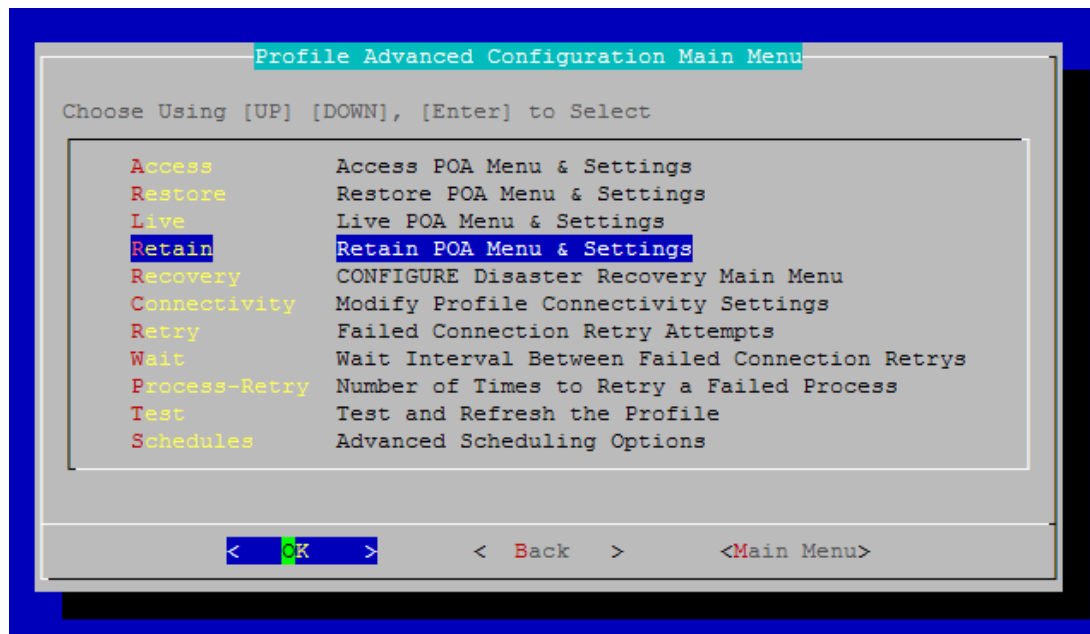 Profile Advanced Configuration Main Menu
Choose Using [UP] [DOWN], [Enter] to Select
Access Access POA Menu & Settings
Restore Restore POA Menu & Settings
Live Live POA Menu & Settings
Retain Retain POA Menu & Settings
Recovery CONFIGURE Disaster Recovery Main Menu
Connectivity Modify Profile Connectivity Settings
Retry Failed Connection Retry Attempts
Wait Wait Interval Between Failed Connection Retrys
Process-Retry Number of Times to Retry a Failed Process
Test Test and Refresh the Profile
Schedules Advanced Scheduling Options
< OK > < Back > <Main Menu>